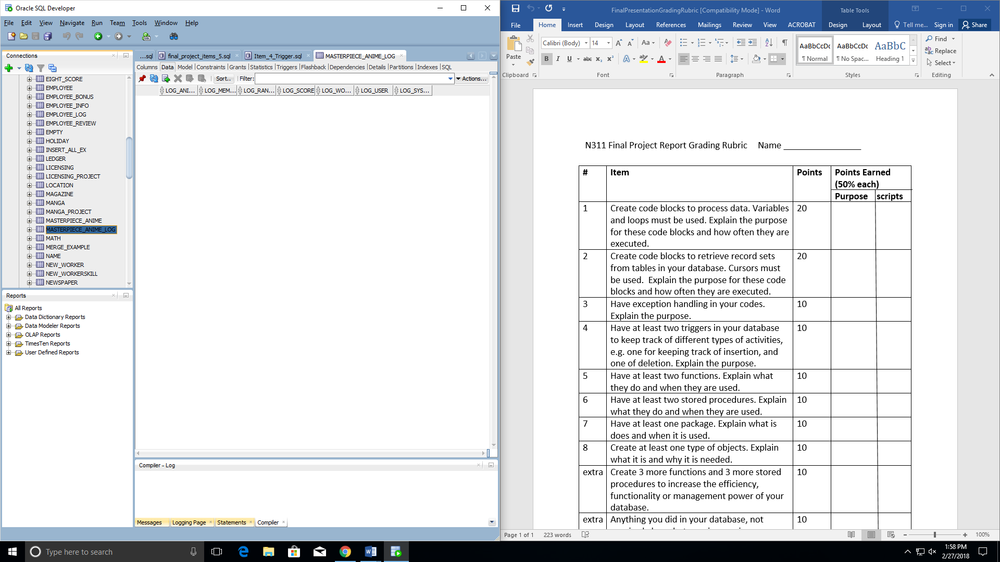 Oracle SQL Developer
File Edit View Navigate Run Team Tools Window Help
Connections
EIGHT_SCORE
EMPLOYEE
EMPLOYEE_BONUS
EMPLOYEE_INFO
EMPLOYEE_LOG
EMPLOYEE_REVIEW
EMPTY
HOLIDAY
INSERT_ALL_EX
LEDGER
LICENSING
LICENSING_PROJECT
LOCATION
MAGAZINE
MANGA
MANGA_PROJECT
MASTERPIECE_ANIME
MASTERPIECE_ANIME_LOG
MATH
MERGE_EXAMPLE
NAME
NEW_WORKER
NEW_WORKERSKILL
NEWSPAPER
Reports
All Reports
Data Dictionary Reports
Data Modeler Reports
OLAP Reports
TimesTen Reports
User Defined Reports
...sql final_project_items_5.sql Item_4_Trigger.sql MASTERPIECE_ANIME_LOG
Columns Data Model Constraints Grants Statistics Triggers Flashback Dependencies Details Partitions Indexes SQL
Sort.. Filter: Actions...
LOG_ANI... LOG_MEM... LOG_RAN... LOG_SCORE LOG_WO... LOG_USER LOG_SYS...
Compiler - Log
Messages Logging Page Statements Compiler
FinalPresentationGradingRubric [Compatibility Mode] - Word
Table Tools
File Home Insert Design Layout References Mailings Review View ACROBAT Design Layout Tell me... Sign in Share
Paste
Clipboard
Calibri (Body) 14
Font
Paragraph
AaBbCcDc AaBbCcDc AaBbC
¶ Normal ¶ No Spac... Heading 1
Styles
Find
Replace
Select
Editing
N311 Final Project Report Grading Rubric Name _________________
# Item Points Points Earned
(50% each)
Purpose scripts
1 Create code blocks to process data. Variables 20
and loops must be used. Explain the purpose
for these code blocks and how often they are
executed.
2 Create code blocks to retrieve record sets 20
from tables in your database. Cursors must
be used. Explain the purpose for these code
blocks and how often they are executed.
3 Have exception handling in your codes. 10
Explain the purpose.
4 Have at least two triggers in your database 10
to keep track of different types of activities,
e.g. one for keeping track of insertion, and
one of deletion. Explain the purpose.
5 Have at least two functions. Explain what 10
they do and when they are used.
6 Have at least two stored procedures. Explain 10
what they do and when they are used.
7 Have at least one package. Explain what is 10
does and when it is used.
8 Create at least one type of objects. Explain 10
what it is and why it is needed.
extra Create 3 more functions and 3 more stored 10
procedures to increase the efficiency,
functionality or management power of your
database.
extra Anything you did in your database, not 10
Page 1 of 1 223 words
100%
Type here to search
1:58 PM
2/27/2018